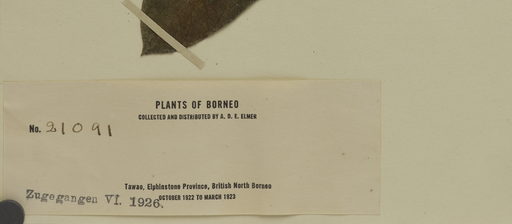 PLANTS OF BORNEO
COLLECTED AND DISTRIBUTED BY A. D. E. ELMER
No. 21091
Tawao, Elphinstone Province, British North Borneo
OCTOBER 1922 TO MARCH 1923
Zugegangen VI. 1926.